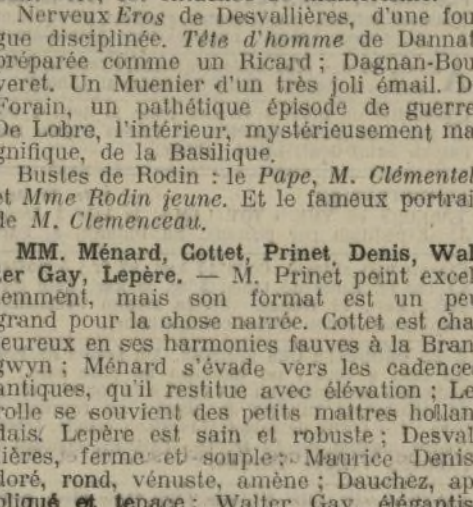 Nerveux Eros de Desvallières, d'une fou
gue disciplinée. Tête d'homme de Dannat
préparée comme un Ricard ; Dagnan-Bou
veret. Un Muenier d'un très joli émail. D
Forain, un pathétique épisode de guerre
De Lobre, l'intérieur, mystérieusement ma
gnifique, de la Basilique.
Bustes de Rodin : le Pape, M. Clémentel
et Mme Rodin jeune. Et le fameux portrai
de M. Clemenceau.
MM. Ménard, Cottet, Prinet, Denis, Wal
ter Gay, Lepère. — M. Prinet peint excel
lemment, mais son format est un peu
grand pour la chose narrée. Cottet est cha
leureux en ses harmonies fauves à la Bran
gwyn ; Ménard s'évade vers les cadences
antiques, qu'il restitue avec élévation ; Le
rolle se souvient des petits maîtres hollan
dais. Lepère est sain et robuste ; Desval
lières, ferme et souple ; Maurice Denis
doré, rond, vénuste, amène ; Dauchez, ap
pliqué et tenace ; Walter Gay, élégantis